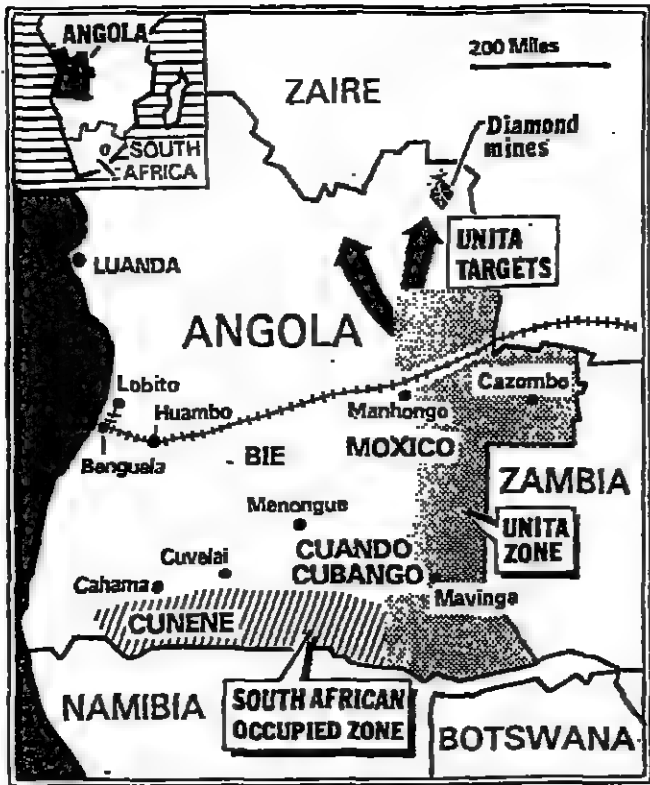 ANGOLA
SOUTH
AFRICA
200 Miles
ZAIRE
Diamond
mines
UNITA
TARGETS
LUANDA
ANGOLA
Lobito
Huambo
Benguela
BIE
Manhongo
Cazombo
MOXICO
ZAMBIA
Menongue
UNITA
ZONE
CUANDO
CUBANGO
Cuvelai
Cahama
Mavinga
CUNENE
NAMIBIA
SOUTH AFRICAN
OCCUPIED ZONE
BOTSWANA